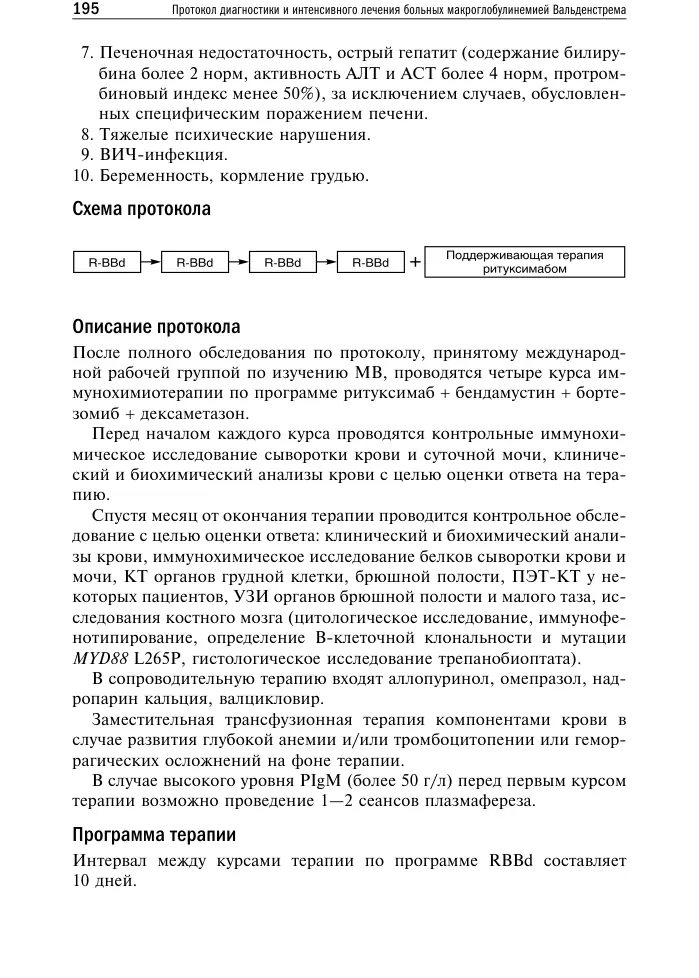 195 Протокол диагностики и интенсивного лечения больных макроглобулинемией Вальденстрема
7. Печеночная недостаточность, острый гепатит (содержание билиру-
бина более 2 норм, активность АЛТ и АСТ более 4 норм, протром-
биновый индекс менее 50%), за исключением случаев, обусловлен-
ных специфическим поражением печени.
8. Тяжелые психические нарушения.
9. ВИЧ-инфекция.
10. Беременность, кормление грудью.
Схема протокола
R-BBd R-BBd R-BBd R-BBd + Поддерживающая терапия
ритуксимабом
Описание протокола
После полного обследования по протоколу, принятому международ-
ной рабочей группой по изучению МВ, проводятся четыре курса им-
мунохимиотерапии по программе ритуксимаб + бендамустин + борте-
зомиб + дексаметазон.
Перед началом каждого курса проводятся контрольные иммунохи-
мическое исследование сыворотки крови и суточной мочи, клиниче-
ский и биохимический анализы крови с целью оценки ответа на тера-
пию.
Спустя месяц от окончания терапии проводится контрольное обсле-
дование с целью оценки ответа: клинический и биохимический анали-
зы крови, иммунохимическое исследование белков сыворотки крови и
мочи, КТ органов грудной клетки, брюшной полости, ПЭТ-КТ у не-
которых пациентов, УЗИ органов брюшной полости и малого таза, ис-
следования костного мозга (цитологическое исследование, иммунофе-
нотипирование, определение В-клеточной клональности и мутации
MYD88 L265P, гистологическое исследование трепанобиоптата).
В сопроводительную терапию входят аллопуринол, омепразол, над-
ропарин кальция, валцикловир.
Заместительная трансфузионная терапия компонентами крови в
случае развития глубокой анемии и/или тромбоцитопении или гемор-
рагических осложнений на фоне терапии.
В случае высокого уровня PIgM (более 50 г/л) перед первым курсом
терапии возможно проведение 1—2 сеансов плазмафереза.
Программа терапии
Интервал между курсами терапии по программе RBBd составляет
10 дней.